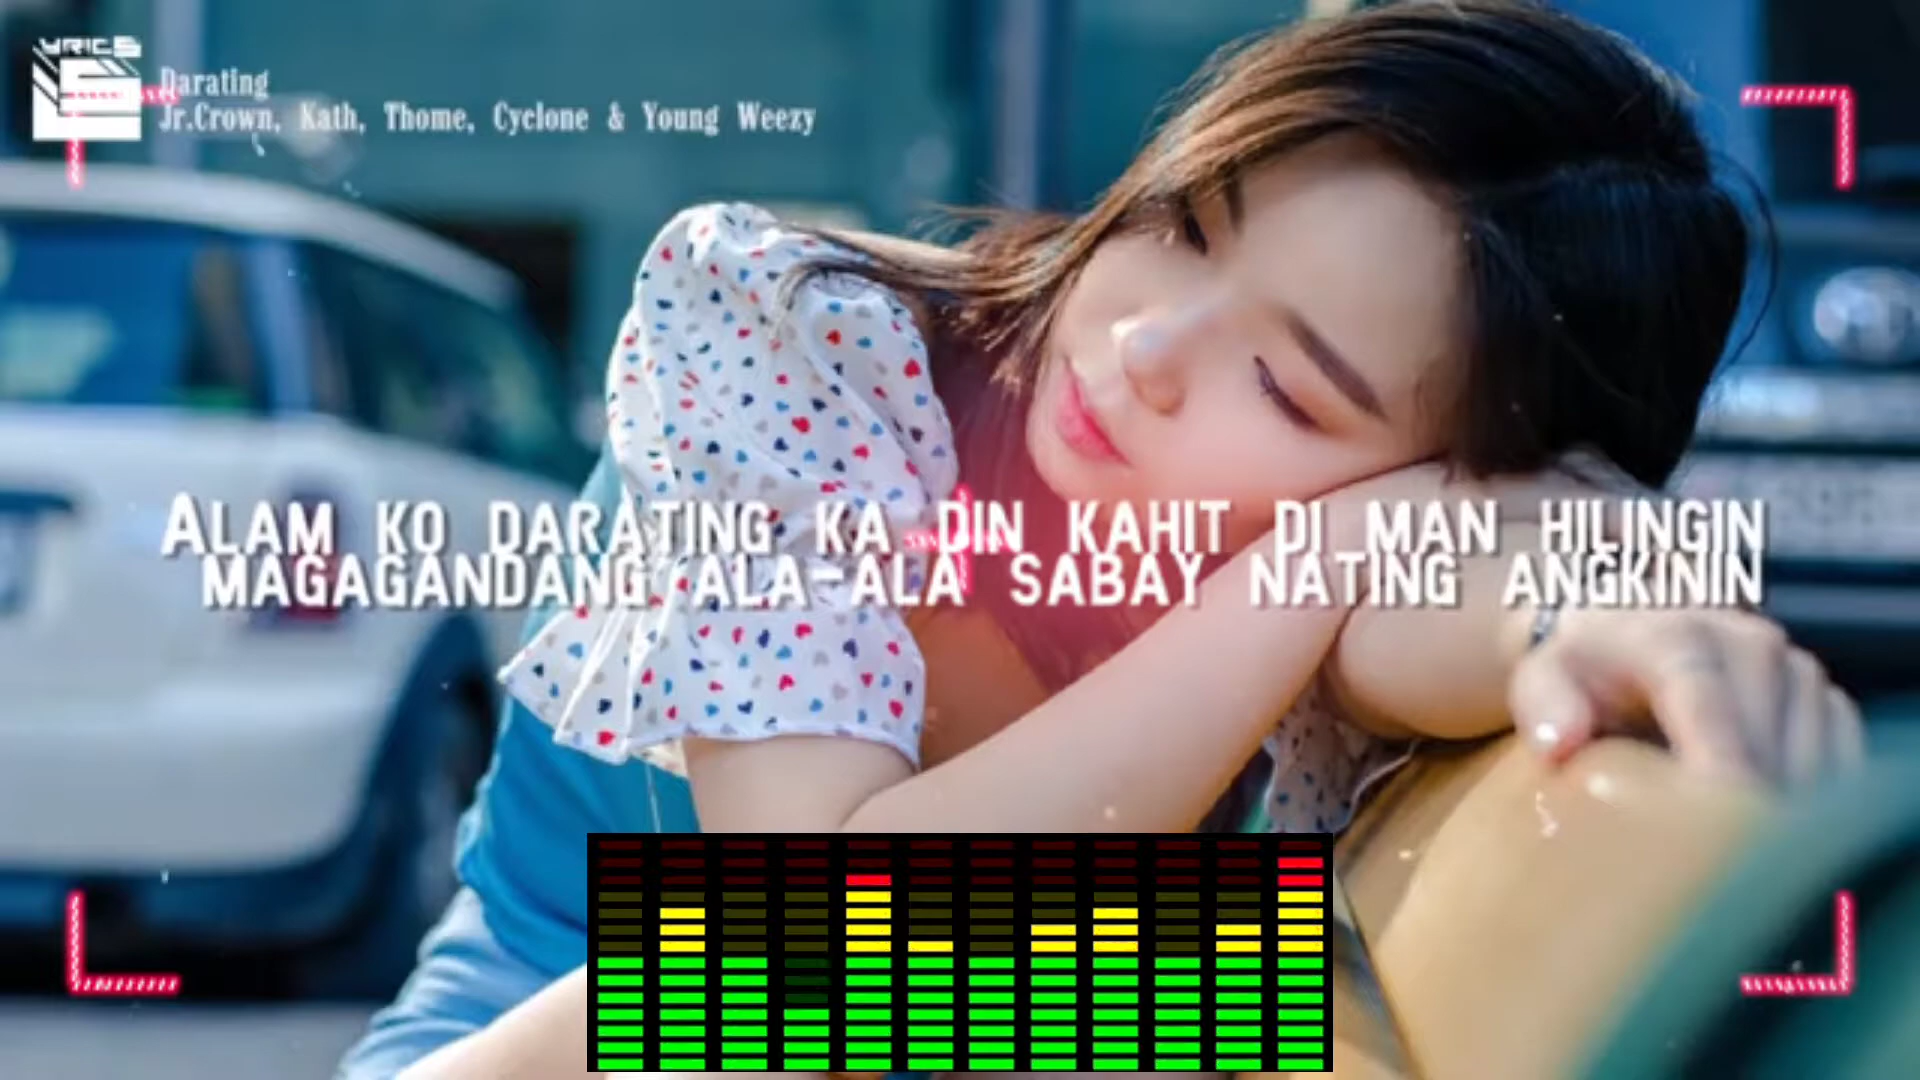 LYRICS
Darating
Jr.Crown, Kath, Thome, Cyclone & Young Weezy
ALAM KO DARATING KA DIN KAHIT DI MAN HILINGIN
MAGAGANDANG ALA-ALA SABAY NATING ANGKININ